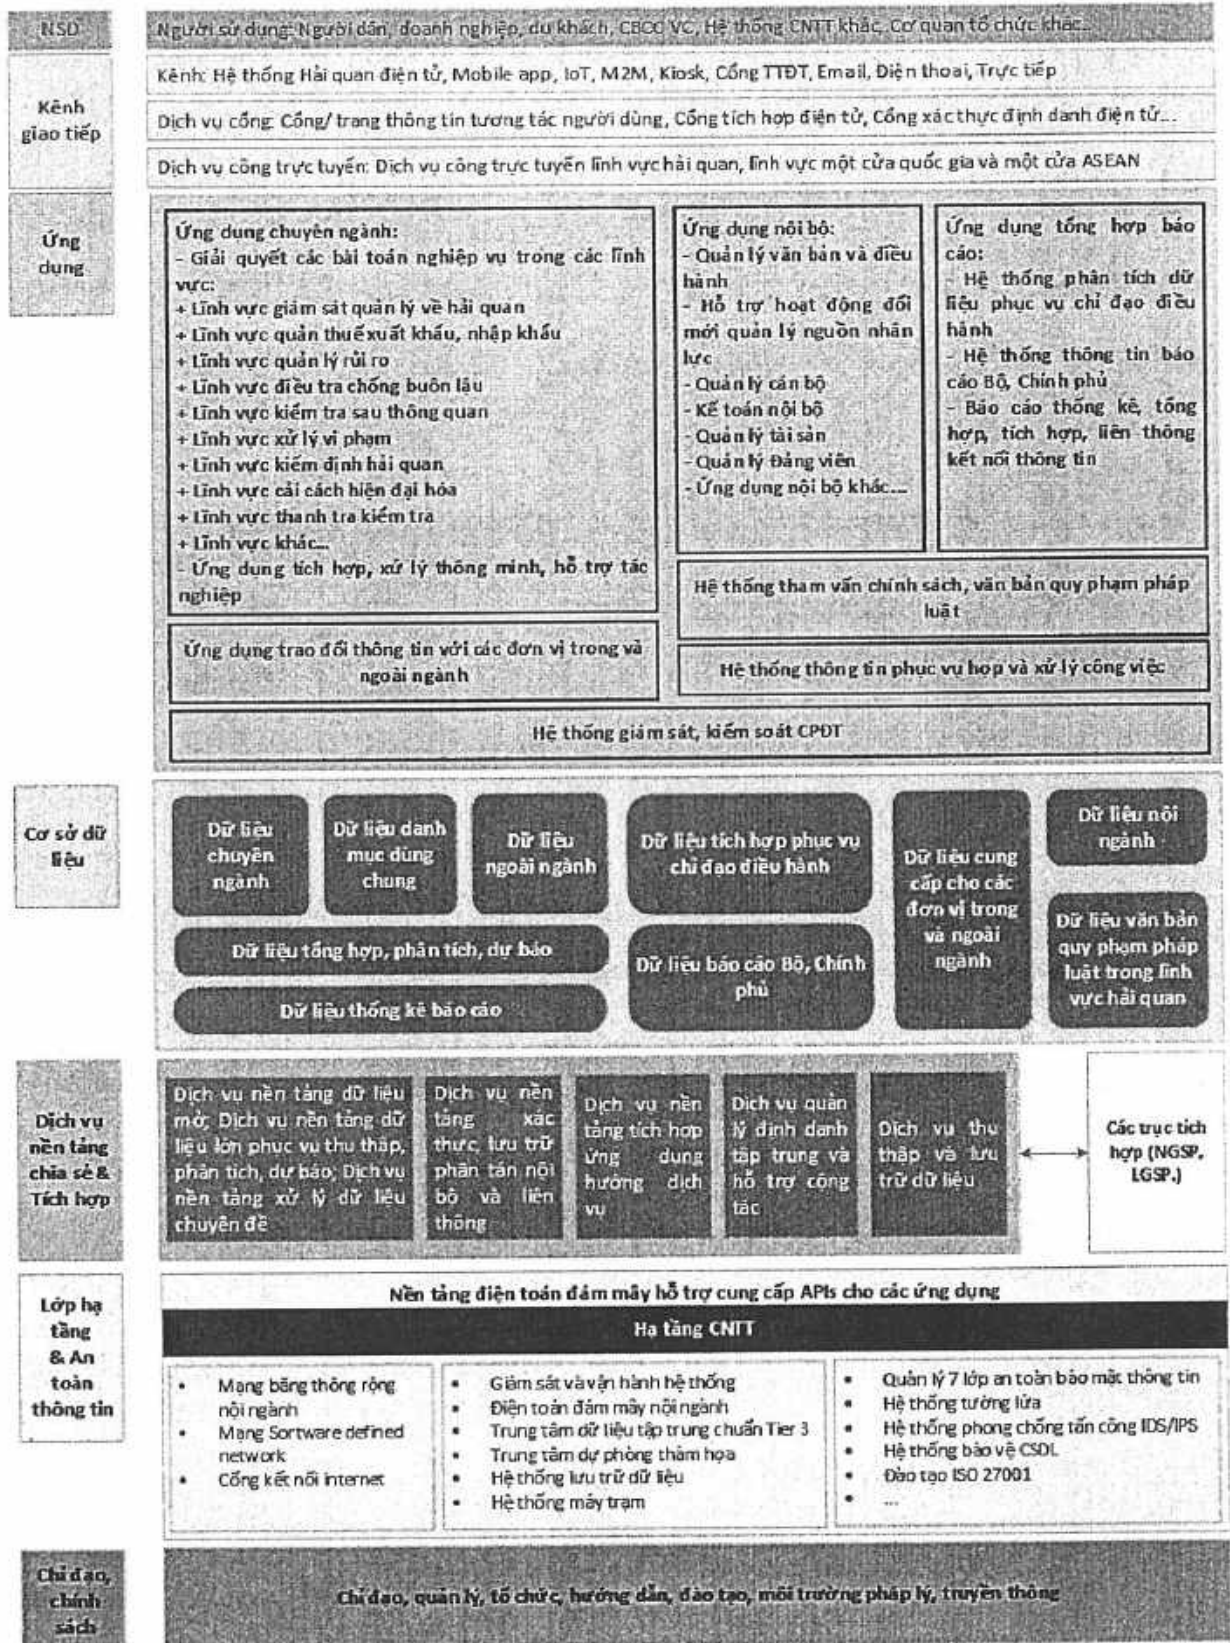 NSD
Người sử dụng: Người dân, doanh nghiệp, du khách, CBCC VC, Hệ thống CNTT khác, Cơ quan tổ chức khác...
Kênh
giao tiếp
Kênh: Hệ thống Hải quan điện tử, Mobile app, IoT, M2M, Kiosk, Cổng TTĐT, Email, Điện thoại, Trực tiếp
Dịch vụ cổng: Cổng/ trang thông tin tương tác người dùng, Cổng tích hợp điện tử, Cổng xác thực định danh điện tử...
Dịch vụ công trực tuyến: Dịch vụ công trực tuyến lĩnh vực hải quan, lĩnh vực một cửa quốc gia và một cửa ASEAN
Ứng
dụng
Ứng dụng chuyên ngành:
- Giải quyết các bài toán nghiệp vụ trong các lĩnh
vực:
+ Lĩnh vực giám sát quản lý về hải quan
+ Lĩnh vực quản thuế xuất khẩu, nhập khẩu
+ Lĩnh vực quản lý rủi ro
+ Lĩnh vực điều tra chống buôn lậu
+ Lĩnh vực kiểm tra sau thông quan
+ Lĩnh vực xử lý vi phạm
+ Lĩnh vực kiểm định hải quan
+ Lĩnh vực cải cách hiện đại hóa
+ Lĩnh vực thanh tra kiểm tra
+ Lĩnh vực khác...
- Ứng dụng tích hợp, xử lý thông minh, hỗ trợ tác
nghiệp
Ứng dụng nội bộ:
- Quản lý văn bản và điều
hành
- Hỗ trợ hoạt động đổi
mới quản lý nguồn nhân
lực
- Quản lý cán bộ
- Kế toán nội bộ
- Quản lý tài sản
- Quản lý Đảng viên
- Ứng dụng nội bộ khác...
Ứng dụng tổng hợp báo
cáo:
- Hệ thống phân tích dữ
liệu phục vụ chỉ đạo điều
hành
- Hệ thống thông tin báo
cáo Bộ, Chính phủ
- Báo cáo thống kê, tổng
hợp, tích hợp, liên thông
kết nối thông tin
Hệ thống tham vấn chính sách, văn bản quy phạm pháp
luật
Ứng dụng trao đổi thông tin với các đơn vị trong và
ngoài ngành
Hệ thống thông tin phục vụ họp và xử lý công việc
Hệ thống giám sát, kiểm soát CPĐT
Cơ sở dữ
liệu
Dữ liệu
chuyên
ngành
Dữ liệu danh
mục dùng
chung
Dữ liệu
ngoài ngành
Dữ liệu tích hợp phục vụ
chỉ đạo điều hành
Dữ liệu cung
cấp cho các
đơn vị trong
và ngoài
ngành
Dữ liệu nội
ngành
Dữ liệu tổng hợp, phân tích, dự báo
Dữ liệu báo cáo Bộ, Chính
phủ
Dữ liệu văn bản
quy phạm pháp
luật trong lĩnh
vực hải quan
Dữ liệu thống kê báo cáo
Dịch vụ
nền tảng
chia sẻ &
Tích hợp
Dịch vụ nền tảng dữ liệu
mở; Dịch vụ nền tảng dữ
liệu lớn phục vụ thu thập,
phân tích, dự báo; Dịch vụ
nền tảng xử lý dữ liệu
chuyên đề
Dịch vụ nền
tảng xác
thực, lưu trữ
phân tán nội
bộ và liên
thông
Dịch vụ nền
tảng tích hợp
ứng dụng
hướng dịch
vụ
Dịch vụ quản
lý định danh
tập trung và
hỗ trợ cộng
tác
Dịch vụ thu
thập và lưu
trữ dữ liệu
Các trục tích
hợp (NGSP,
LGSP.)
Lớp hạ
tầng
& An
toàn
thông tin
Nền tảng điện toán đám mây hỗ trợ cung cấp APIs cho các ứng dụng
Hạ tầng CNTT
• Mạng băng thông rộng
nội ngành
• Mạng Sortware defined
network
• Cổng kết nối internet
• Giám sát và vận hành hệ thống
• Điện toán đám mây nội ngành
• Trung tâm dữ liệu tập trung chuẩn Tier 3
• Trung tâm dự phòng thảm họa
• Hệ thống lưu trữ dữ liệu
• Hệ thống máy trạm
• Quản lý 7 lớp an toàn bảo mật thông tin
• Hệ thống tường lửa
• Hệ thống phong chống tấn công IDS/IPS
• Hệ thống bảo vệ CSDL
• Đào tạo ISO 27001
• ...
Chỉ đạo,
chính
sách
Chỉ đạo, quản lý, tổ chức, hướng dẫn, đào tạo, môi trường pháp lý, truyền thông